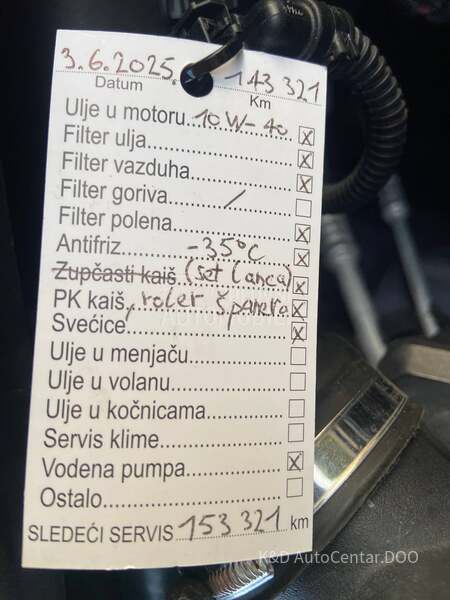 3.6.2025. 143 321
Datum Km
Ulje u motoru 10W-40 x
Filter ulja x
Filter vazduha x
Filter goriva /
Filter polena x
Antifriz -35°C x
Zupčasti kaiš (set lanca) x
PK kaiš, roler španera x
Svećice x
Ulje u menjaču
Ulje u volanu
Ulje u kočnicama
Servis klime
Vodena pumpa x
Ostalo
SLEDEĆI SERVIS 153 321 km
K&D AutoCentar.DOO